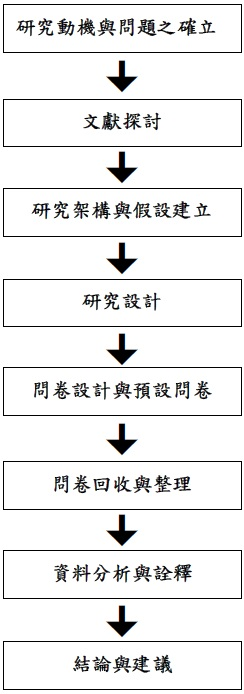 研究動機與問題之確立
文獻探討
研究架構與假設建立
研究設計
問卷設計與預設問卷
問卷回收與整理
資料分析與詮釋
結論與建議